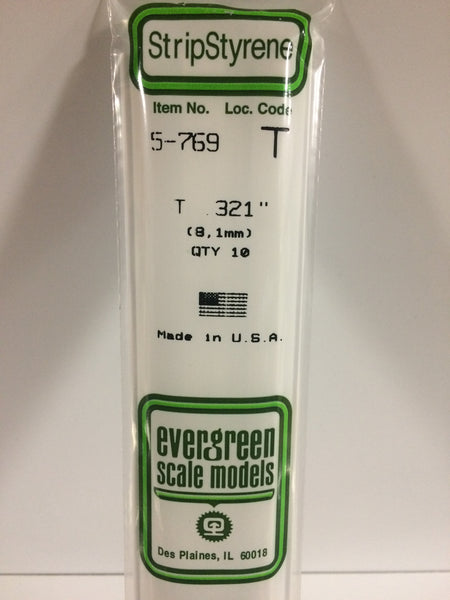 StripStyrene
Item No. Loc. Code
5-769 T
T .321"
(8,1mm)
QTY 10
Made in U.S.A.
evergreen
scale models
Des Plaines, IL 60018